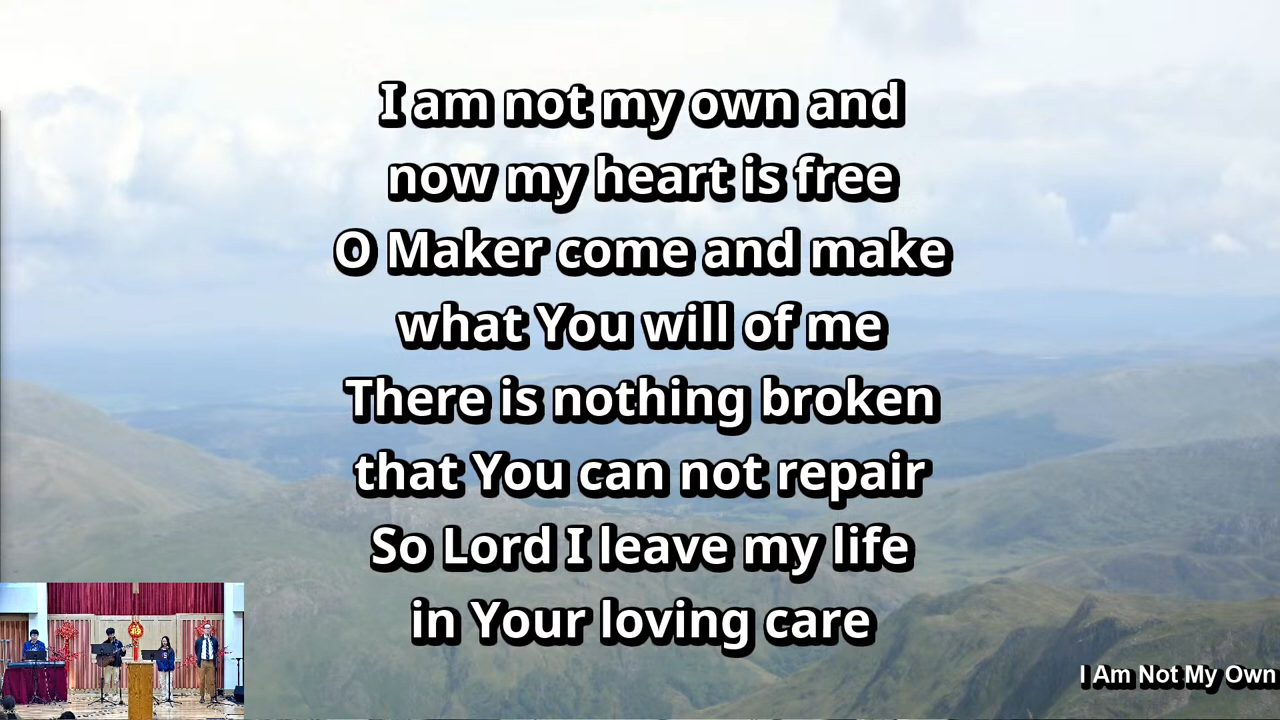 I am not my own and
now my heart is free
O Maker come and make
what You will of me
There is nothing broken
that You can not repair
So Lord I leave my life
in Your loving care
I Am Not My Own